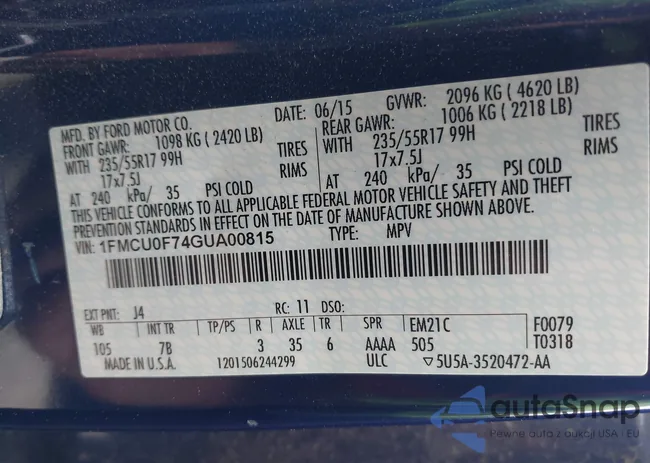 MFD. BY FORD MOTOR CO. DATE: 06/15 GVWR: 2096 KG ( 4620 LB)
FRONT GAWR: 1098 KG ( 2420 LB) REAR GAWR: 1006 KG ( 2218 LB)
WITH 235/55R17 99H TIRES WITH 235/55R17 99H TIRES
17x7.5J RIMS 17x7.5J RIMS
AT 240 kPa/ 35 PSI COLD AT 240 kPa/ 35 PSI COLD
THIS VEHICLE CONFORMS TO ALL APPLICABLE FEDERAL MOTOR VEHICLE SAFETY AND THEFT
PREVENTION STANDARDS IN EFFECT ON THE DATE OF MANUFACTURE SHOWN ABOVE.
VIN: 1FMCU0F74GUA00815 TYPE: MPV
EXT PNT: J4 RC: 11 DSO:
WB INT TR TP/PS R AXLE TR SPR EM21C F0079
105 7B 3 35 6 AAAA 505 T0318
MADE IN U.S.A. 1201506244299 ULC ▽5U5A-3520472-AA
autoSnap
Pewne auta z aukcji USA i EU